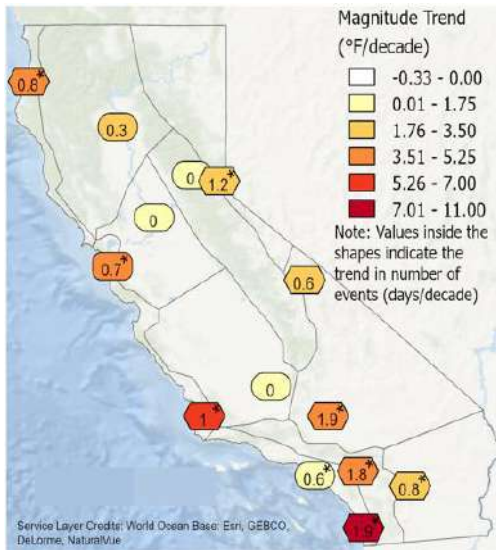 Magnitude Trend
(°F/decade)
-0.33 - 0.00
0.01 - 1.75
1.76 - 3.50
3.51 - 5.25
5.26 - 7.00
7.01 - 11.00
Note: Values inside the
shapes indicate the
trend in number of
events (days/decade)
0.8*
0.3
0
1.2*
0
0.7*
0.6
0
1*
1.9*
0.6*
1.8*
0.8*
1.9*
Service Layer Credits: World Ocean Base: Esri, GEBCO,
DeLorme, NaturalVue